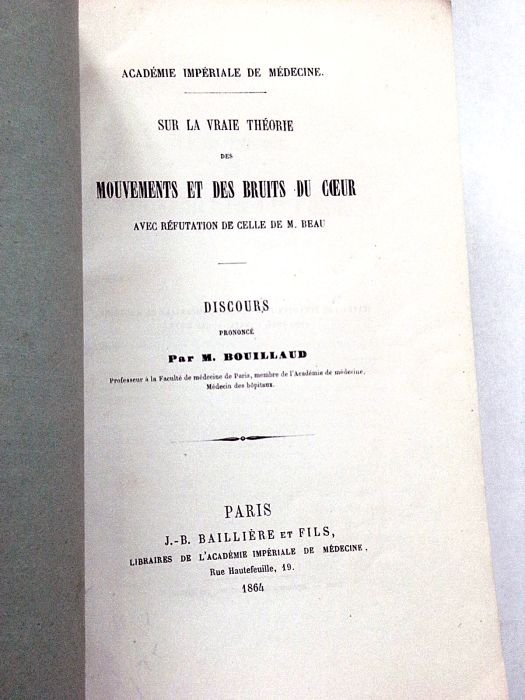 ACADÉMIE IMPÉRIALE DE MÉDECINE.
SUR LA VRAIE THÉORIE
DES
MOUVEMENTS ET DES BRUITS DU CŒUR
AVEC RÉFUTATION DE CELLE DE M. BEAU
DISCOURS
PRONONCÉ
Par M. BOUILLAUD
Professeur à la Faculté de médecine de Paris, membre de l'Académie de médecine,
Médecin des hôpitaux.
PARIS
J.-B. BAILLIÈRE ET FILS,
LIBRAIRES DE L'ACADÉMIE IMPÉRIALE DE MÉDECINE,
Rue Hautefeuille, 19.
1864